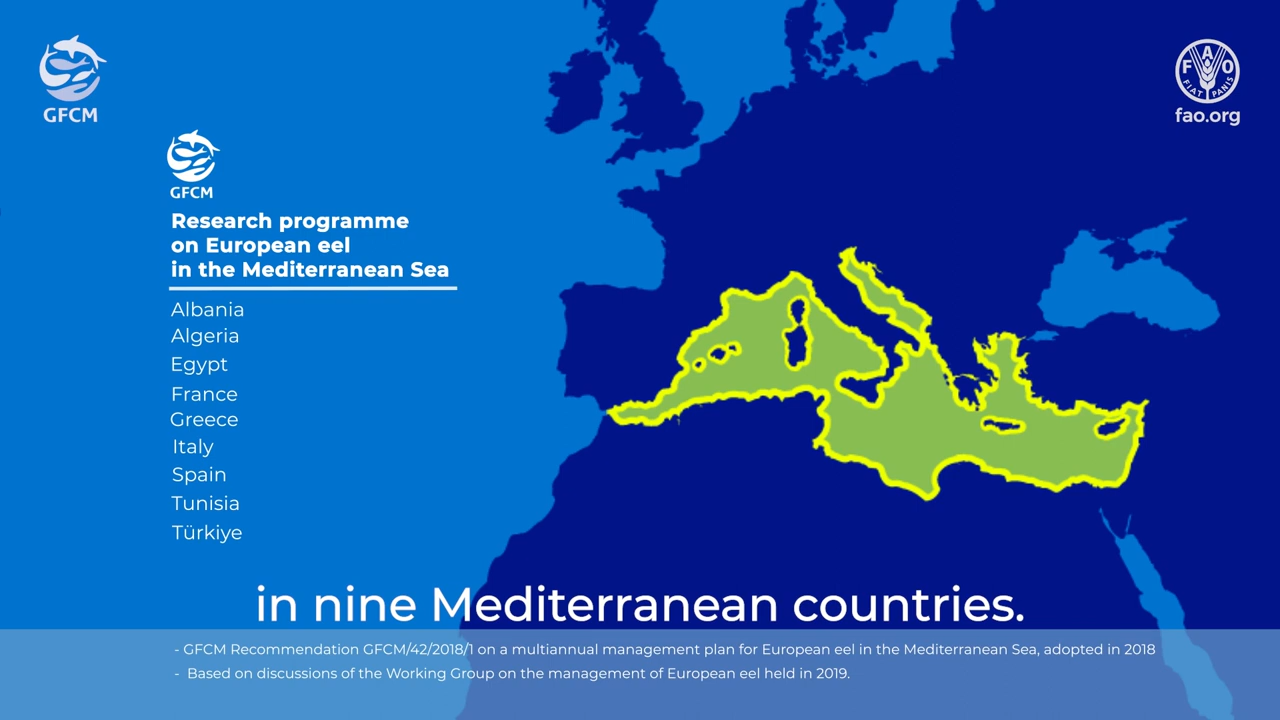 GFCM
F A O
FIAT PANIS
fao.org
GFCM
Research programme
on European eel
in the Mediterranean Sea
Albania
Algeria
Egypt
France
Greece
Italy
Spain
Tunisia
Türkiye
in nine Mediterranean countries.
- GFCM Recommendation GFCM/42/2018/1 on a multiannual management plan for European eel in the Mediterranean Sea, adopted in 2018
- Based on discussions of the Working Group on the management of European eel held in 2019.